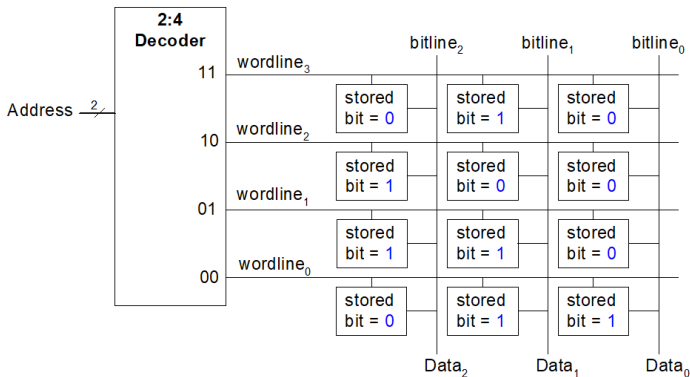 2:4
Decoder
Address
2
11
10
01
00
wordline₃
wordline₂
wordline₁
wordline₀
bitline₂ bitline₁ bitline₀
stored
bit = 0
stored
bit = 1
stored
bit = 0
stored
bit = 1
stored
bit = 0
stored
bit = 0
stored
bit = 1
stored
bit = 1
stored
bit = 0
stored
bit = 0
stored
bit = 1
stored
bit = 1
Data₂ Data₁ Data₀